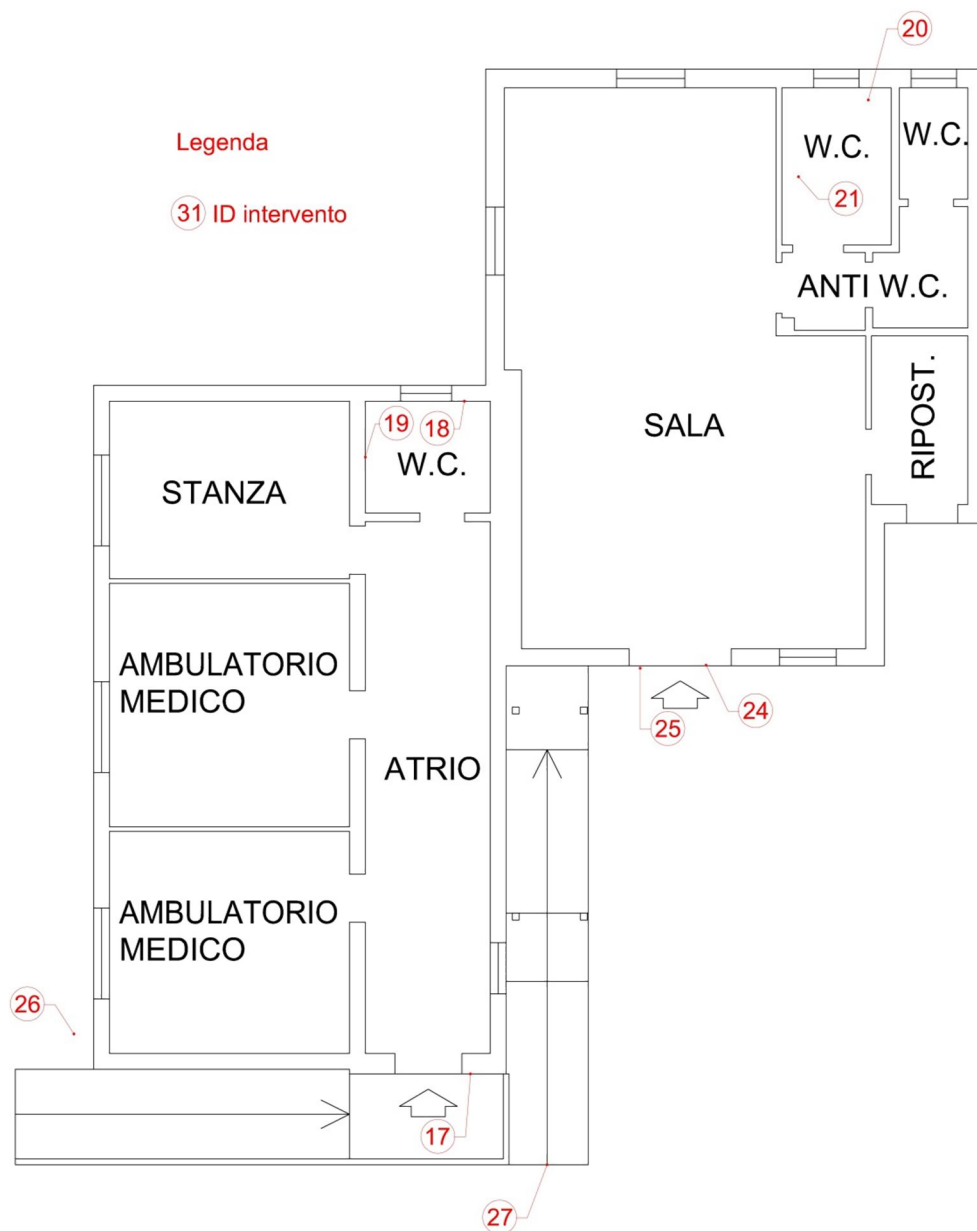 20
Legenda
W.C.
W.C.
31 ID intervento
21
ANTI W.C.
19
18
SALA
RIPOST.
W.C.
STANZA
AMBULATORIO
MEDICO
25
24
ATRIO
AMBULATORIO
MEDICO
26
17
27